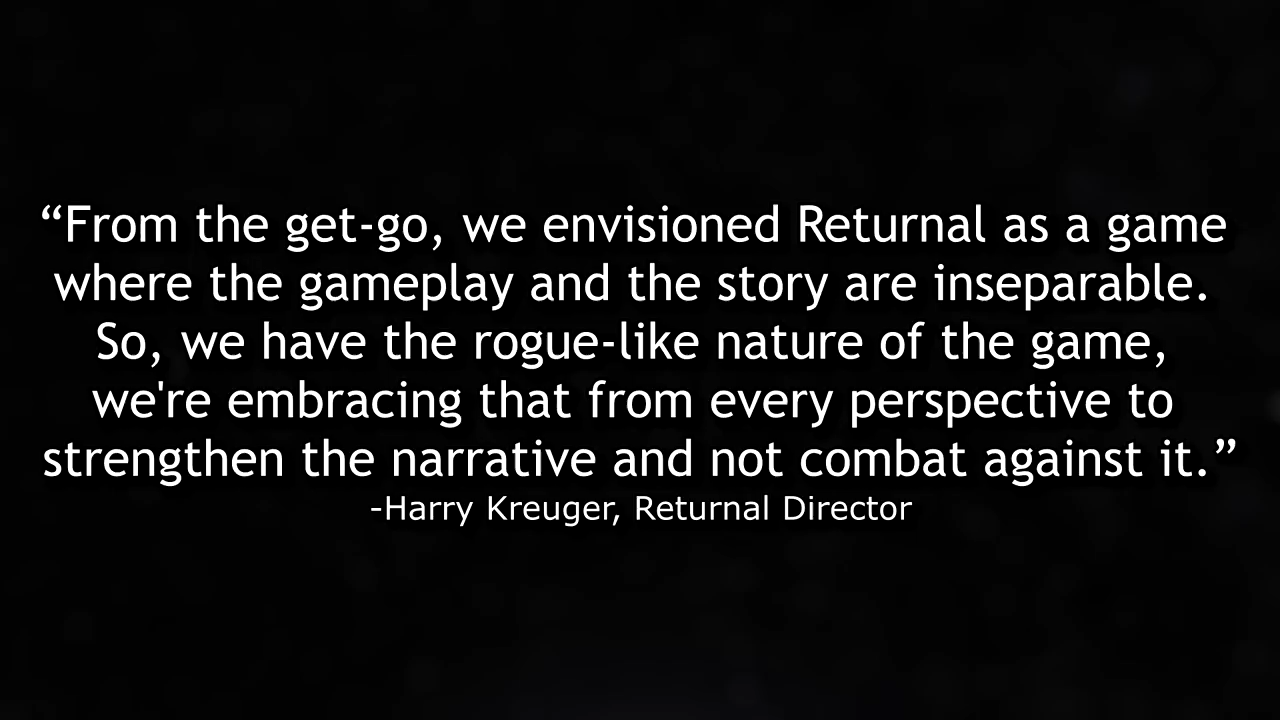 “From the get-go, we envisioned Returnal as a game
where the gameplay and the story are inseparable.
So, we have the rogue-like nature of the game,
we're embracing that from every perspective to
strengthen the narrative and not combat against it.”
-Harry Kreuger, Returnal Director